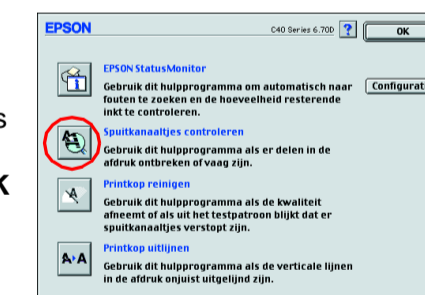 EPSON C40 Series 6.70D ? OK
EPSON StatusMonitor
Gebruik dit hulpprogramma om automatisch naar
fouten te zoeken en de hoeveelheid resterende
inkt te controleren.
Configurati
s
Spuitkanaaltjes controleren
Gebruik dit hulpprogramma als er delen in de
afdruk ontbreken of vaag zijn.
k
Printkop reinigen
Gebruik dit hulpprogramma als de kwaliteit
afneemt of als uit het testpatroon blijkt dat er
spuitkanaaltjes verstopt zijn.
Printkop uitlijnen
Gebruik dit hulpprogramma als de verticale lijnen
in de afdruk onjuist uitgelijnd zijn.